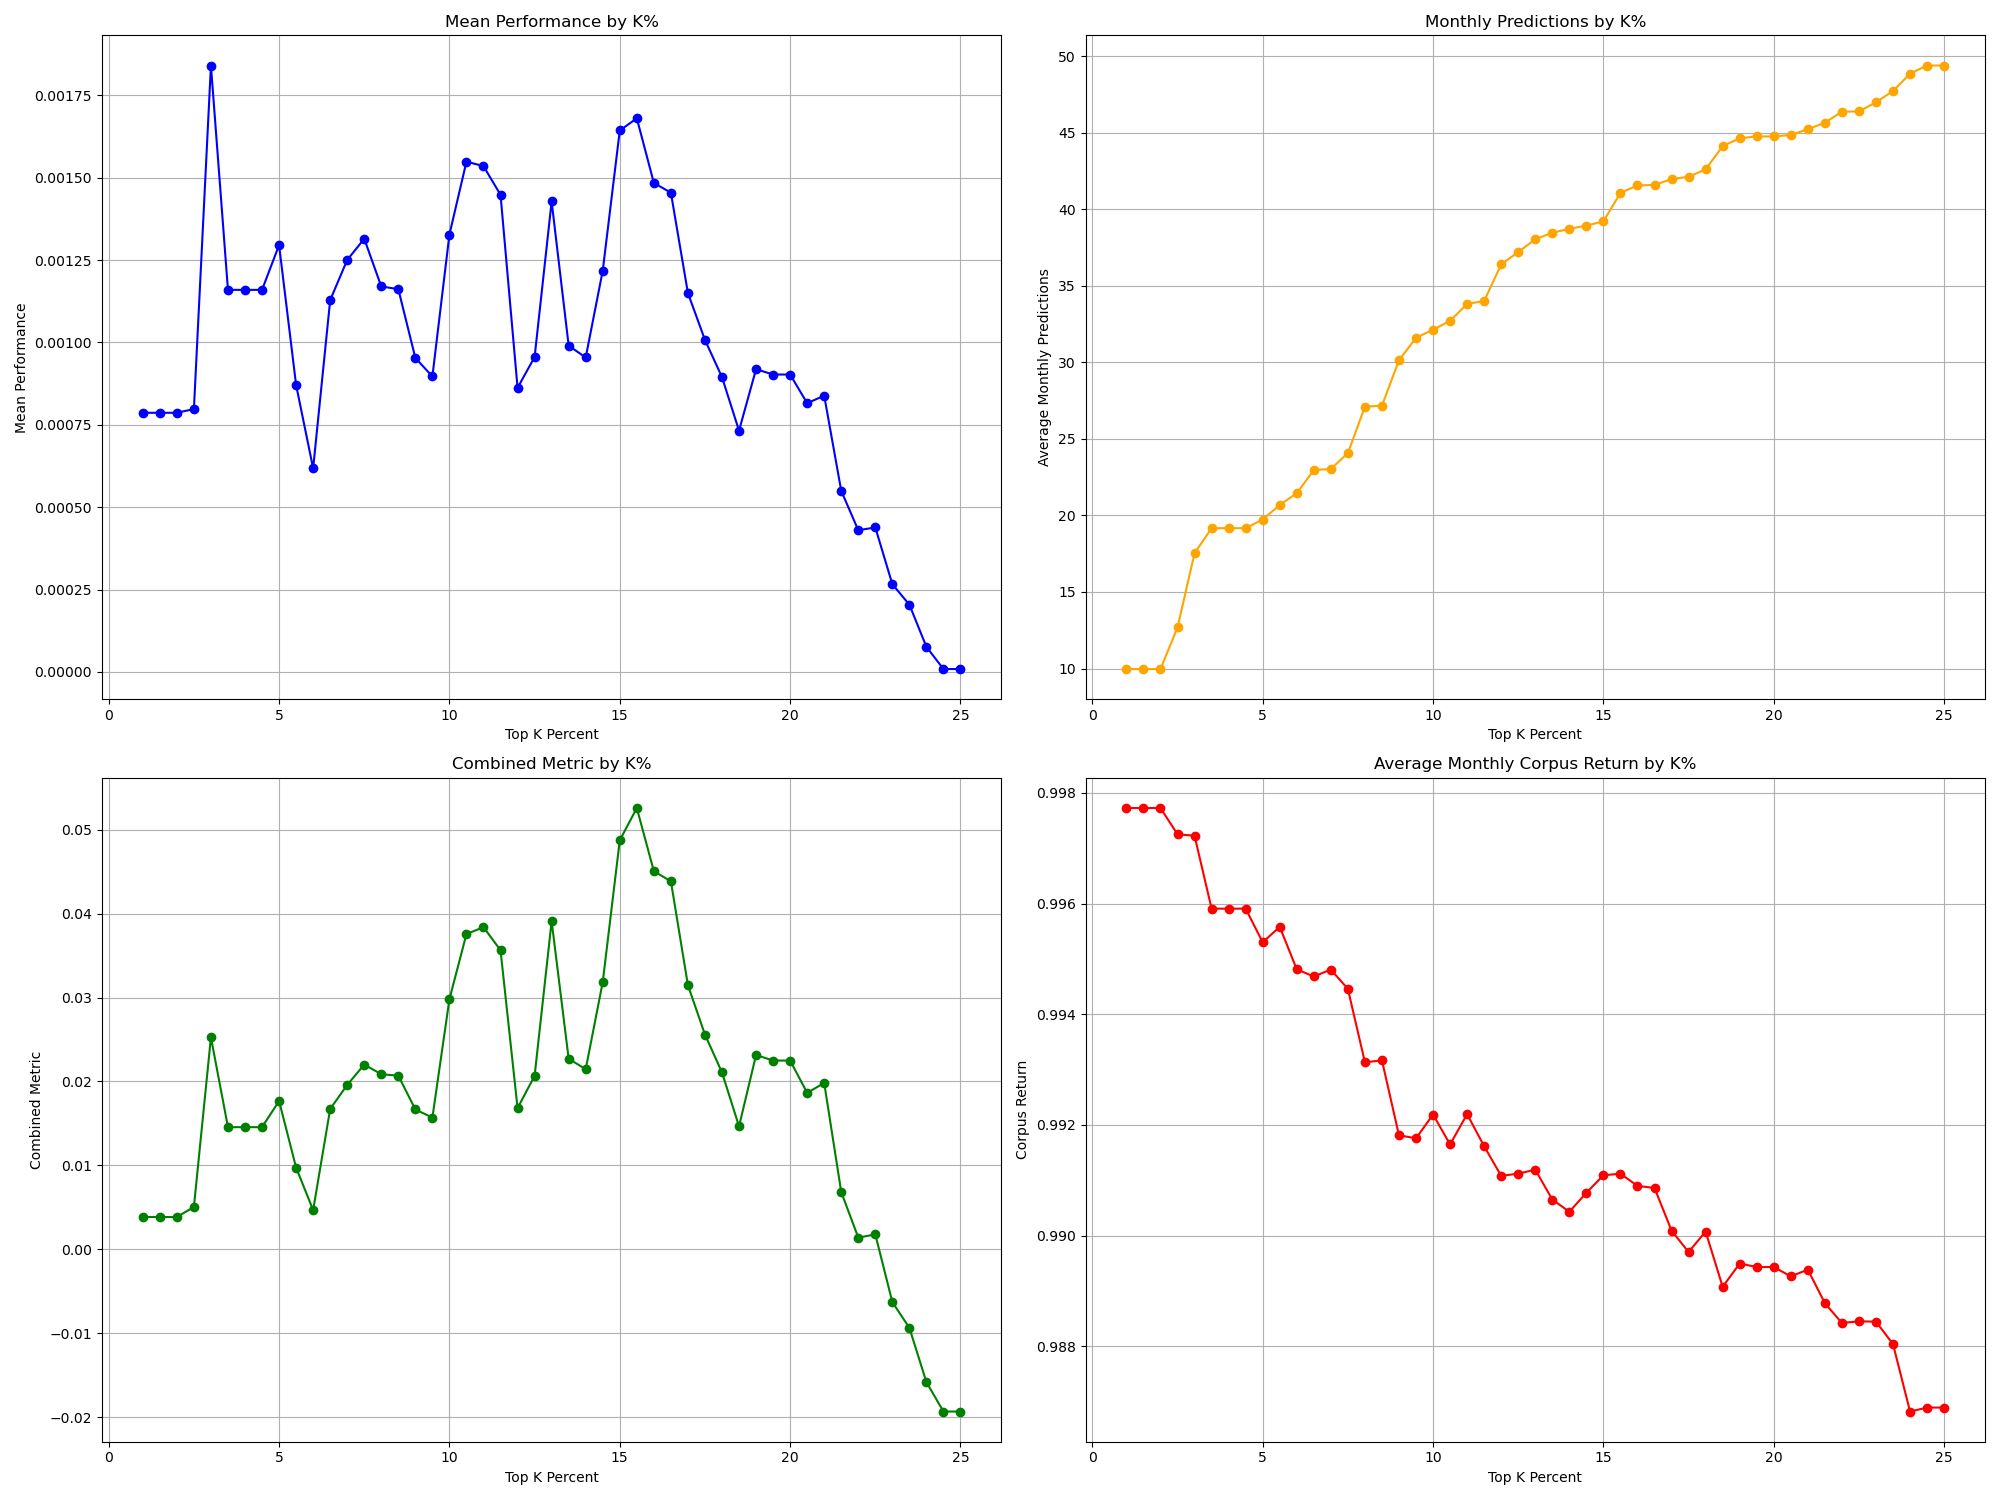 Mean Performance by K%
Mean Performance
0.00175
0.00150
0.00125
0.00100
0.00075
0.00050
0.00025
0.00000
0 5 10 15 20 25
Top K Percent
Monthly Predictions by K%
Average Monthly Predictions
50
45
40
35
30
25
20
15
10
0 5 10 15 20 25
Top K Percent
Combined Metric by K%
Combined Metric
0.05
0.04
0.03
0.02
0.01
0.00
−0.01
−0.02
0 5 10 15 20 25
Top K Percent
Average Monthly Corpus Return by K%
Corpus Return
0.998
0.996
0.994
0.992
0.990
0.988
0 5 10 15 20 25
Top K Percent